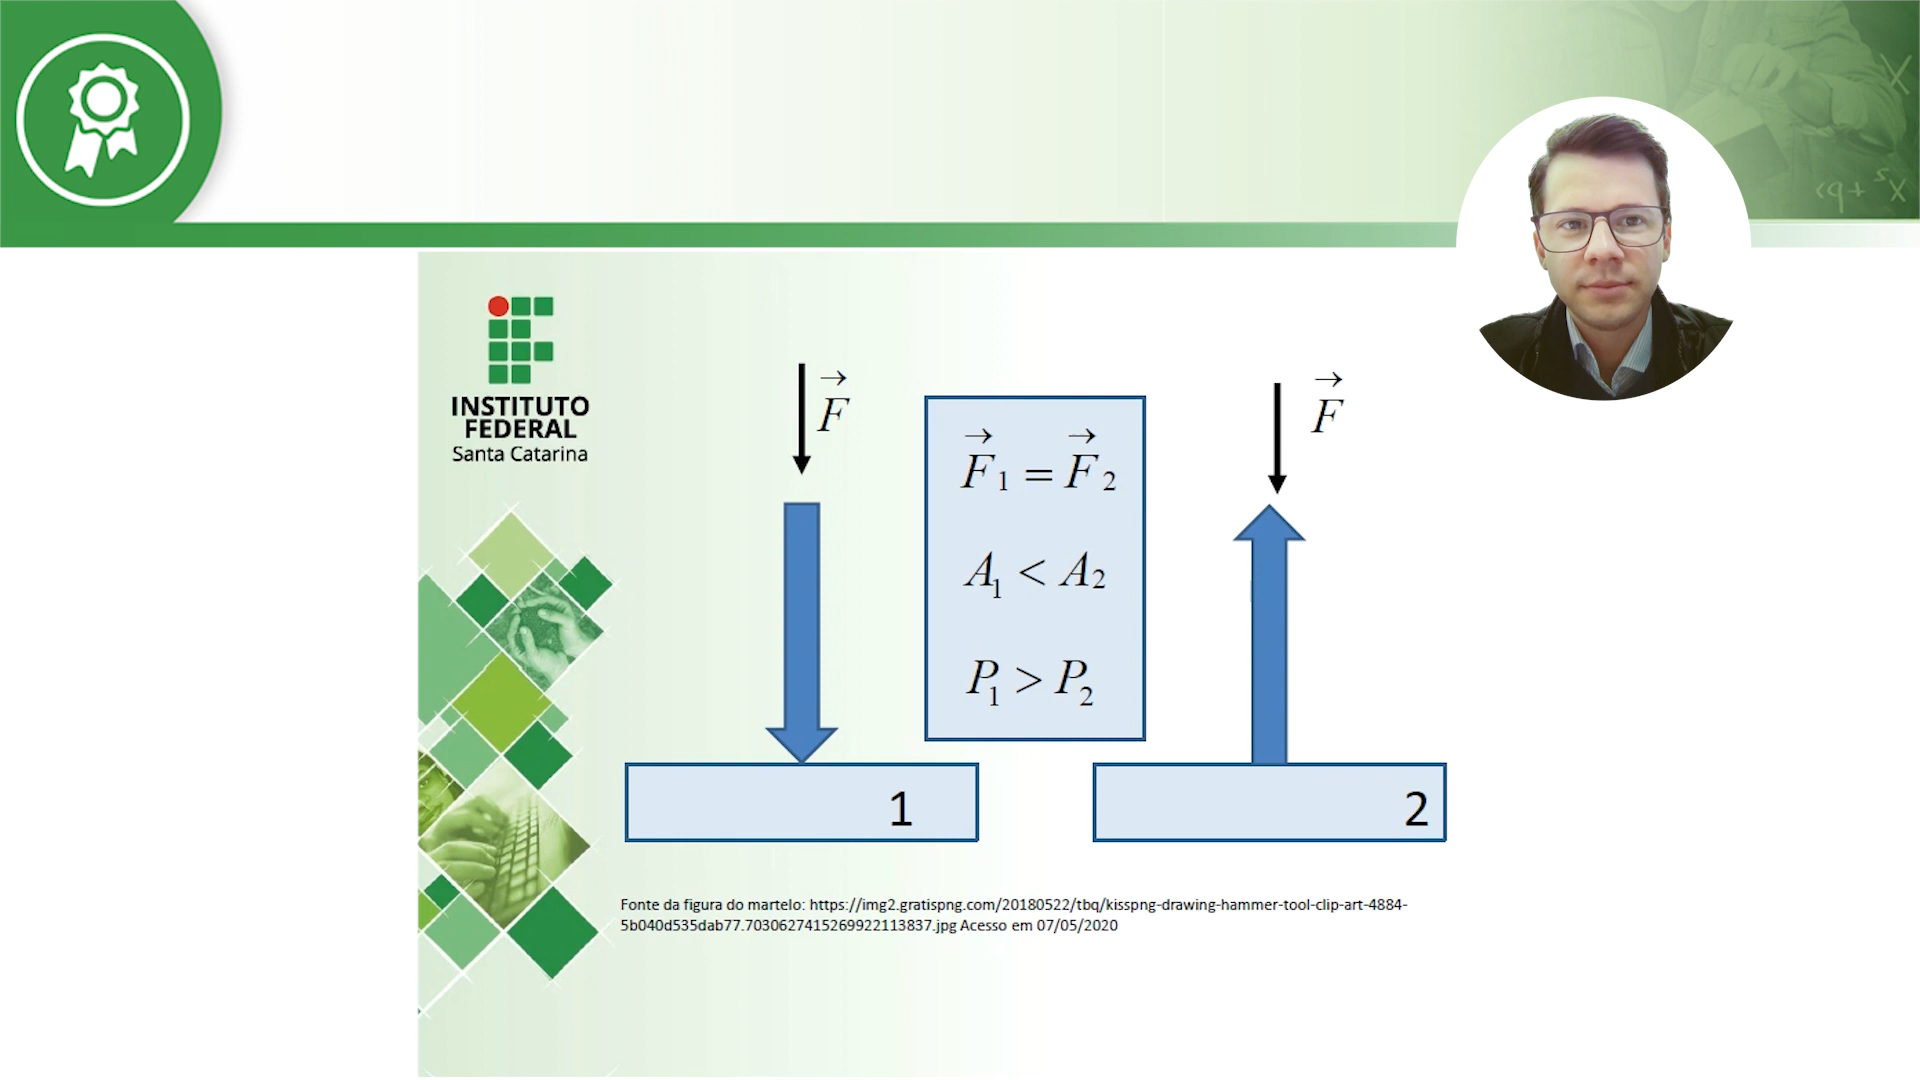 INSTITUTO
FEDERAL
Santa Catarina
F
F1 = F2
A1 < A2
P1 > P2
F
1
2
Fonte da figura do martelo: https://img2.gratispng.com/20180522/tbq/kisspng-drawing-hammer-tool-clip-art-4884-
5b040d535dab77.7030627415269922113837.jpg Acesso em 07/05/2020